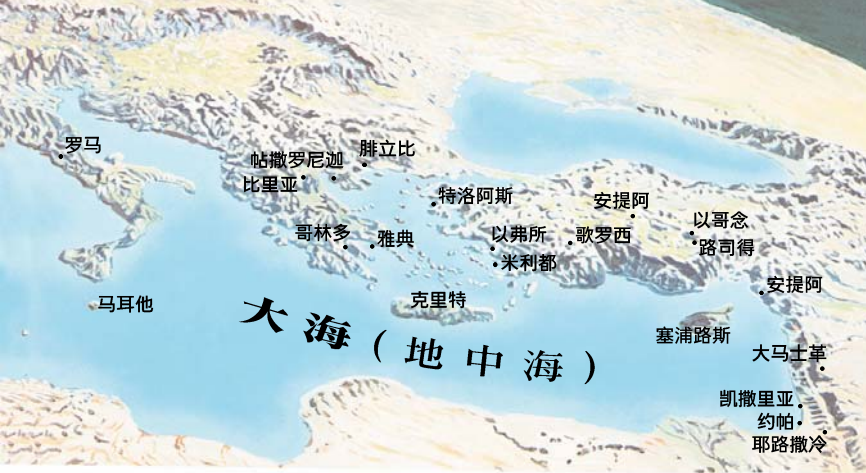 罗马
腓立比
帖撒罗尼迦
比里亚
特洛阿斯
安提阿
以哥念
哥林多
雅典
以弗所
歌罗西
路司得
米利都
安提阿
马耳他
克里特
大海(地中海)
塞浦路斯
大马士革
凯撒里亚
约帕
耶路撒冷